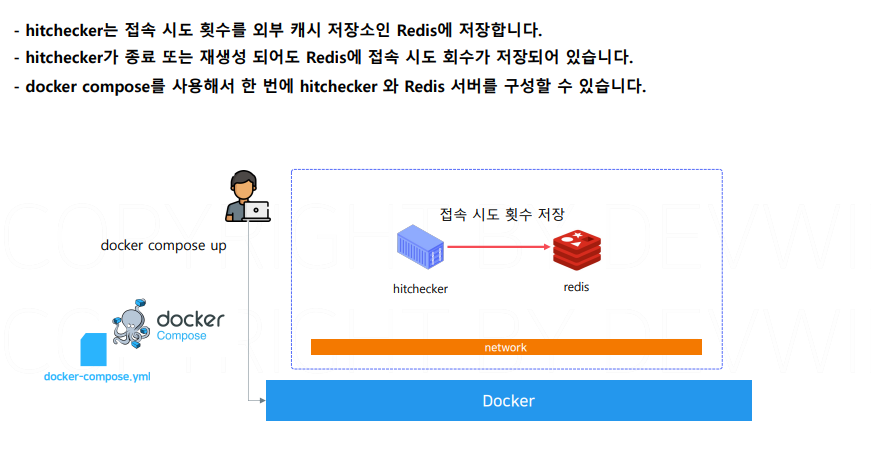 - hitchecker는 접속 시도 횟수를 외부 캐시 저장소인 Redis에 저장합니다.
- hitchecker가 종료 또는 재생성 되어도 Redis에 접속 시도 회수가 저장되어 있습니다.
- docker compose를 사용해서 한 번에 hitchecker 와 Redis 서버를 구성할 수 있습니다.
접속 시도 횟수 저장
docker compose up
hitchecker
redis
docker
Compose
network
docker-compose.yml
Docker